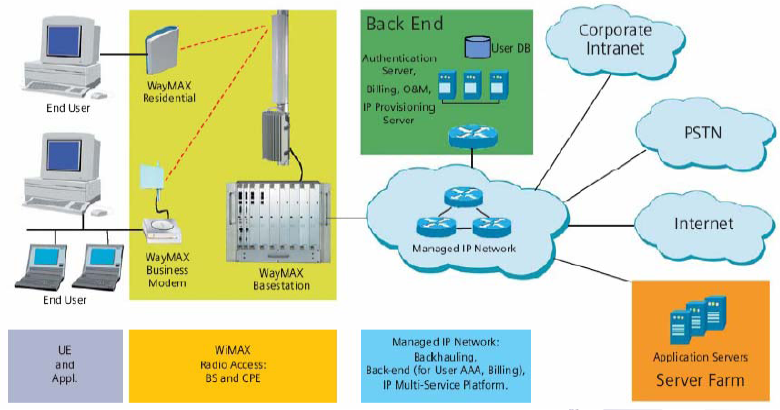 End User
WayMAX
Residential
End User
WayMAX
Business
Modem
WayMAX
Basestation
Back End
User DB
Authentication
Server,
Billing, O&M,
IP Provisioning
Server
Managed IP Network
Corporate
Intranet
PSTN
Internet
Application Servers
Server Farm
UE
and
Appl.
WiMAX
Radio Access:
BS and CPE
Managed IP Network:
Backhauling,
Back-end (for User AAA, Billing),
IP Multi-Service Platform.